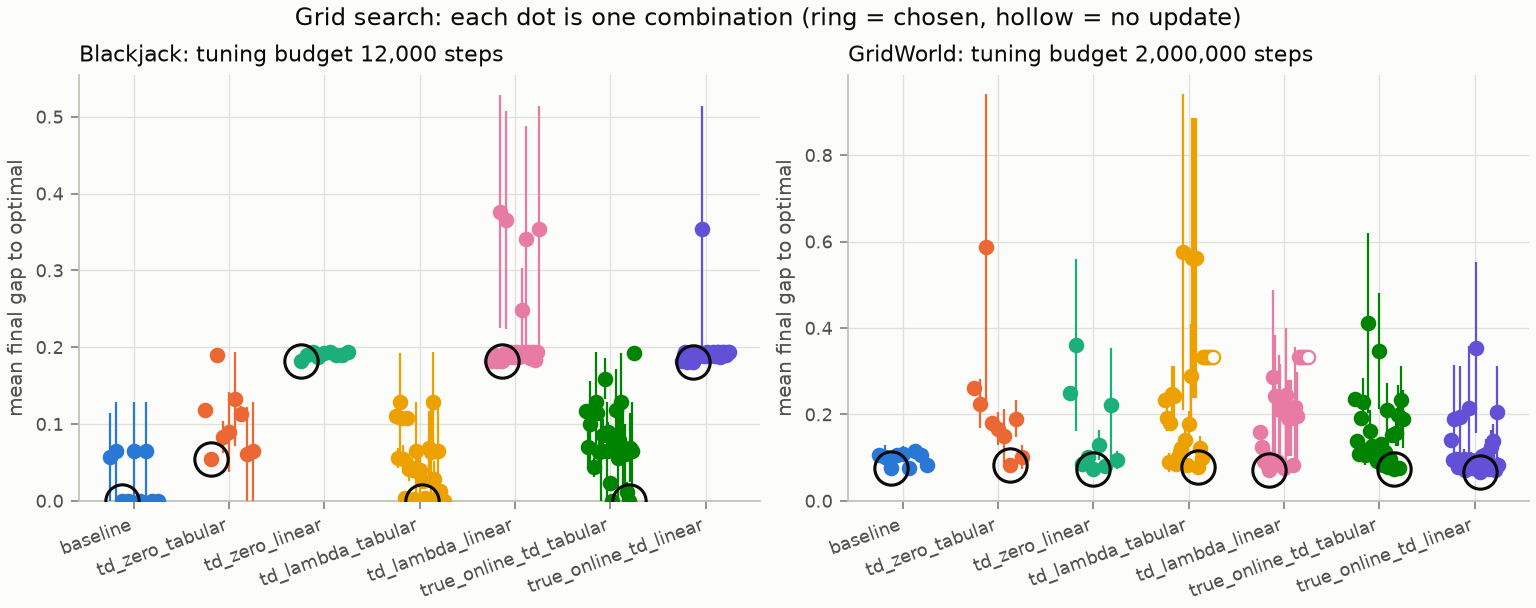 Grid search: each dot is one combination (ring = chosen, hollow = no update)
Blackjack: tuning budget 12,000 steps
mean final gap to optimal
0.5
0.4
0.3
0.2
0.1
0.0
baseline
td_zero_tabular
td_zero_linear
td_lambda_tabular
td_lambda_linear
true_online_td_tabular
true_online_td_linear
GridWorld: tuning budget 2,000,000 steps
mean final gap to optimal
0.8
0.6
0.4
0.2
0.0
baseline
td_zero_tabular
td_zero_linear
td_lambda_tabular
td_lambda_linear
true_online_td_tabular
true_online_td_linear